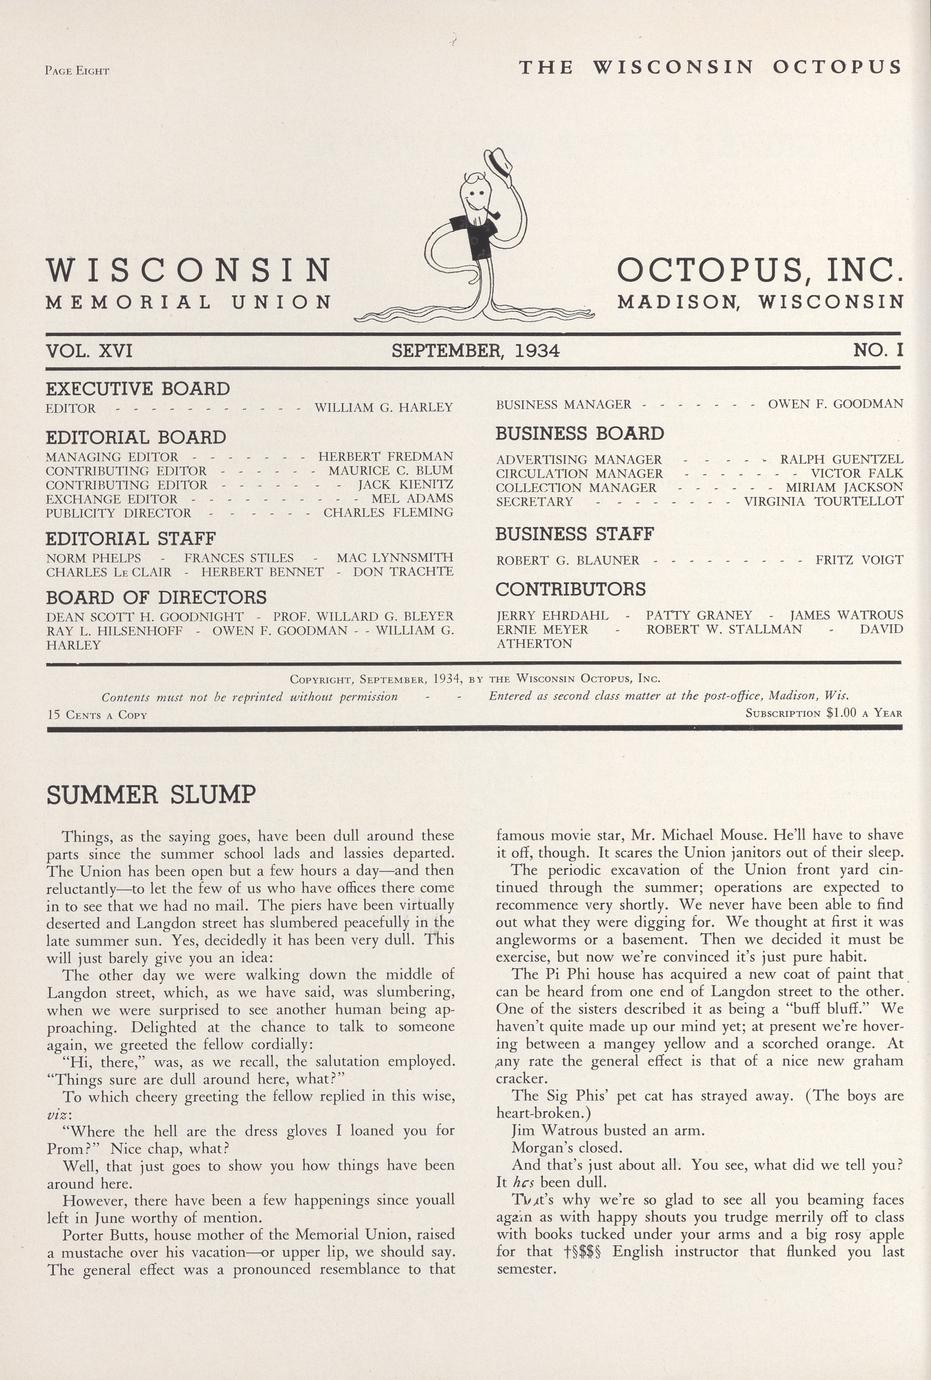 PAGE EIGHT
THE WISCONSIN OCTOPUS
WISCONSIN
MEMORIAL UNION
OCTOPUS, INC.
MADISON, WISCONSIN
VOL. XVI SEPTEMBER, 1934 NO. I
EXECUTIVE BOARD
EDITOR - - - - - - - - - - - WILLIAM G. HARLEY
EDITORIAL BOARD
MANAGING EDITOR - - - - - - - HERBERT FREDMAN
CONTRIBUTING EDITOR - - - - - - MAURICE C. BLUM
CONTRIBUTING EDITOR - - - - - - - - JACK KIENITZ
EXCHANGE EDITOR - - - - - - - - - - MEL ADAMS
PUBLICITY DIRECTOR - - - - - - CHARLES FLEMING
EDITORIAL STAFF
NORM PHELPS - FRANCES STILES - MAC LYNNSMITH
CHARLES LE CLAIR - HERBERT BENNET - DON TRACHTE
BOARD OF DIRECTORS
DEAN SCOTT H. GOODNIGHT - PROF. WILLARD G. BLEYER
RAY L. HILSENHOFF - OWEN F. GOODMAN - - WILLIAM G.
HARLEY
BUSINESS MANAGER - - - - - - - OWEN F. GOODMAN
BUSINESS BOARD
ADVERTISING MANAGER - - - - - RALPH GUENTZEL
CIRCULATION MANAGER - - - - - - VICTOR FALK
COLLECTION MANAGER - - - - - - MIRIAM JACKSON
SECRETARY - - - - - - - - VIRGINIA TOURTELLOT
BUSINESS STAFF
ROBERT G. BLAUNER - - - - - - - - - FRITZ VOIGT
CONTRIBUTORS
JERRY EHRDAHL - PATTY GRANEY - JAMES WATROUS
ERNIE MEYER - ROBERT W. STALLMAN - DAVID
ATHERTON
COPYRIGHT, SEPTEMBER, 1934, BY THE WISCONSIN OCTOPUS, INC.
Contents must not be reprinted without permission - - Entered as second class matter at the post-office, Madison, Wis.
15 CENTS A COPY SUBSCRIPTION $1.00 A YEAR
SUMMER SLUMP
Things, as the saying goes, have been dull around these
parts since the summer school lads and lassies departed.
The Union has been open but a few hours a day—and then
reluctantly—to let the few of us who have offices there come
in to see that we had no mail. The piers have been virtually
deserted and Langdon street has slumbered peacefully in the
late summer sun. Yes, decidedly it has been very dull. This
will just barely give you an idea:
The other day we were walking down the middle of
Langdon street, which, as we have said, was slumbering,
when we were surprised to see another human being ap-
proaching. Delighted at the chance to talk to someone
again, we greeted the fellow cordially:
"Hi, there," was, as we recall, the salutation employed.
"Things sure are dull around here, what?"
To which cheery greeting the fellow replied in this wise,
viz:
"Where the hell are the dress gloves I loaned you for
Prom?" Nice chap, what?
Well, that just goes to show you how things have been
around here.
However, there have been a few happenings since youall
left in June worthy of mention.
Porter Butts, house mother of the Memorial Union, raised
a mustache over his vacation—or upper lip, we should say.
The general effect was a pronounced resemblance to that
famous movie star, Mr. Michael Mouse. He'll have to shave
it off, though. It scares the Union janitors out of their sleep.
The periodic excavation of the Union front yard cin-
tinued through the summer; operations are expected to
recommence very shortly. We never have been able to find
out what they were digging for. We thought at first it was
angleworms or a basement. Then we decided it must be
exercise, but now we're convinced it's just pure habit.
The Pi Phi house has acquired a new coat of paint that
can be heard from one end of Langdon street to the other.
One of the sisters described it as being a "buff bluff." We
haven't quite made up our mind yet; at present we're hover-
ing between a mangey yellow and a scorched orange. At
any rate the general effect is that of a nice new graham
cracker.
The Sig Phis' pet cat has strayed away. (The boys are
heart-broken.)
Jim Watrous busted an arm.
Morgan's closed.
And that's just about all. You see, what did we tell you?
It has been dull.
That's why we're so glad to see all you beaming faces
again as with happy shouts you trudge merrily off to class
with books tucked under your arms and a big rosy apple
for that †§$$§ English instructor that flunked you last
semester.